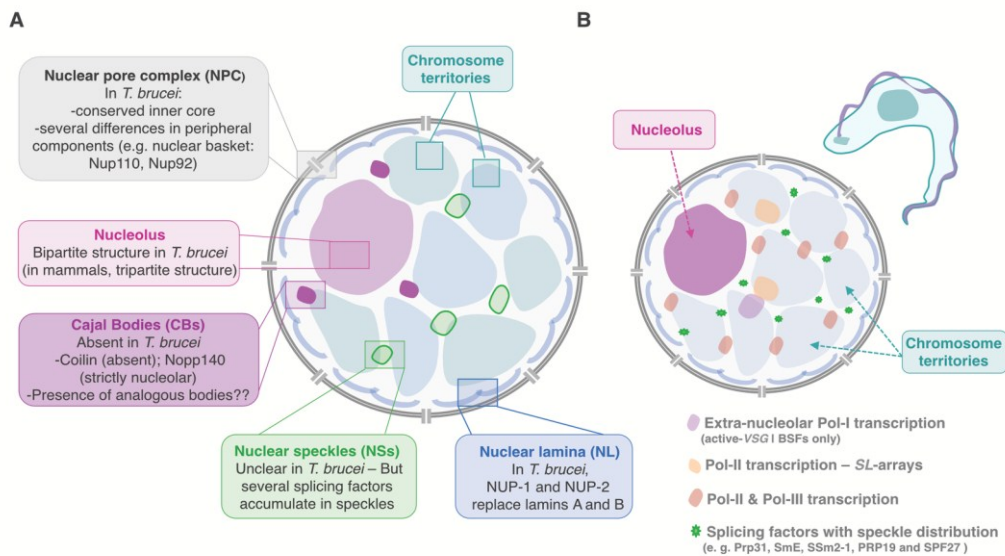 A
Nuclear pore complex (NPC)
In T. brucei:
-conserved inner core
-several differences in peripheral
components (e.g. nuclear basket:
Nup110, Nup92)
Chromosome
territories
Nucleolus
Bipartite structure in T. brucei
(in mammals, tripartite structure)
Cajal Bodies (CBs)
Absent in T. brucei
-Coilin (absent); Nopp140
(strictly nucleolar)
-Presence of analogous bodies??
Nuclear speckles (NSs)
Unclear in T. brucei – But
several splicing factors
accumulate in speckles
Nuclear lamina (NL)
In T. brucei,
NUP-1 and NUP-2
replace lamins A and B
B
Nucleolus
Chromosome
territories
Extra-nucleolar Pol-I transcription
(active-VSG I BSFs only)
Pol-II transcription – SL-arrays
Pol-II & Pol-III transcription
Splicing factors with speckle distribution
(e. g. Prp31, SmE, SSm2-1, PRP19 and SPF27 )